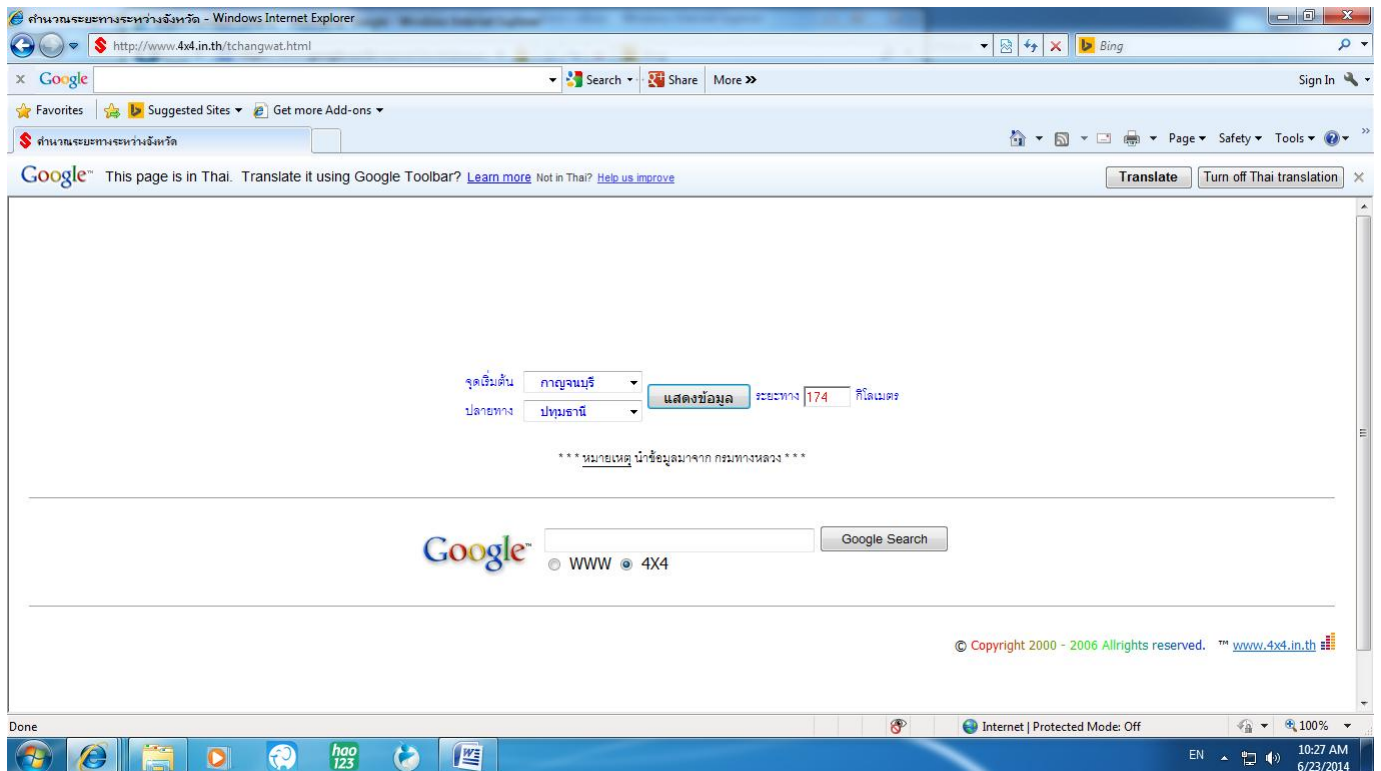 คำนวณระยะทางระหว่างจังหวัด - Windows Internet Explorer
http://www.4x4.in.th/tchangwat.html Bing
x Google Search Share More >> Sign In
Favorites Suggested Sites Get more Add-ons
คำนวณระยะทางระหว่างจังหวัด Page Safety Tools
Google™ This page is in Thai. Translate it using Google Toolbar? Learn more Not in Thai? Help us improve Translate Turn off Thai translation
จุดเริ่มต้น กาญจนบุรี
แสดงข้อมูล ระยะทาง 174 กิโลเมตร
ปลายทาง ปทุมธานี
* * * หมายเหตุ นำข้อมูลมาจาก กรมทางหลวง * * *
Google™ Google Search
WWW 4X4
© Copyright 2000 - 2006 Allrights reserved. ™ www.4x4.in.th
Done Internet | Protected Mode: Off 100%
hao123 EN 10:27 AM
6/23/2014